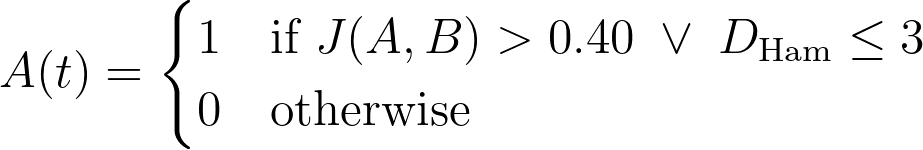 A(t) = { 1 if J(A, B) > 0.40 ∨ D_Ham ≤ 3
0 otherwise